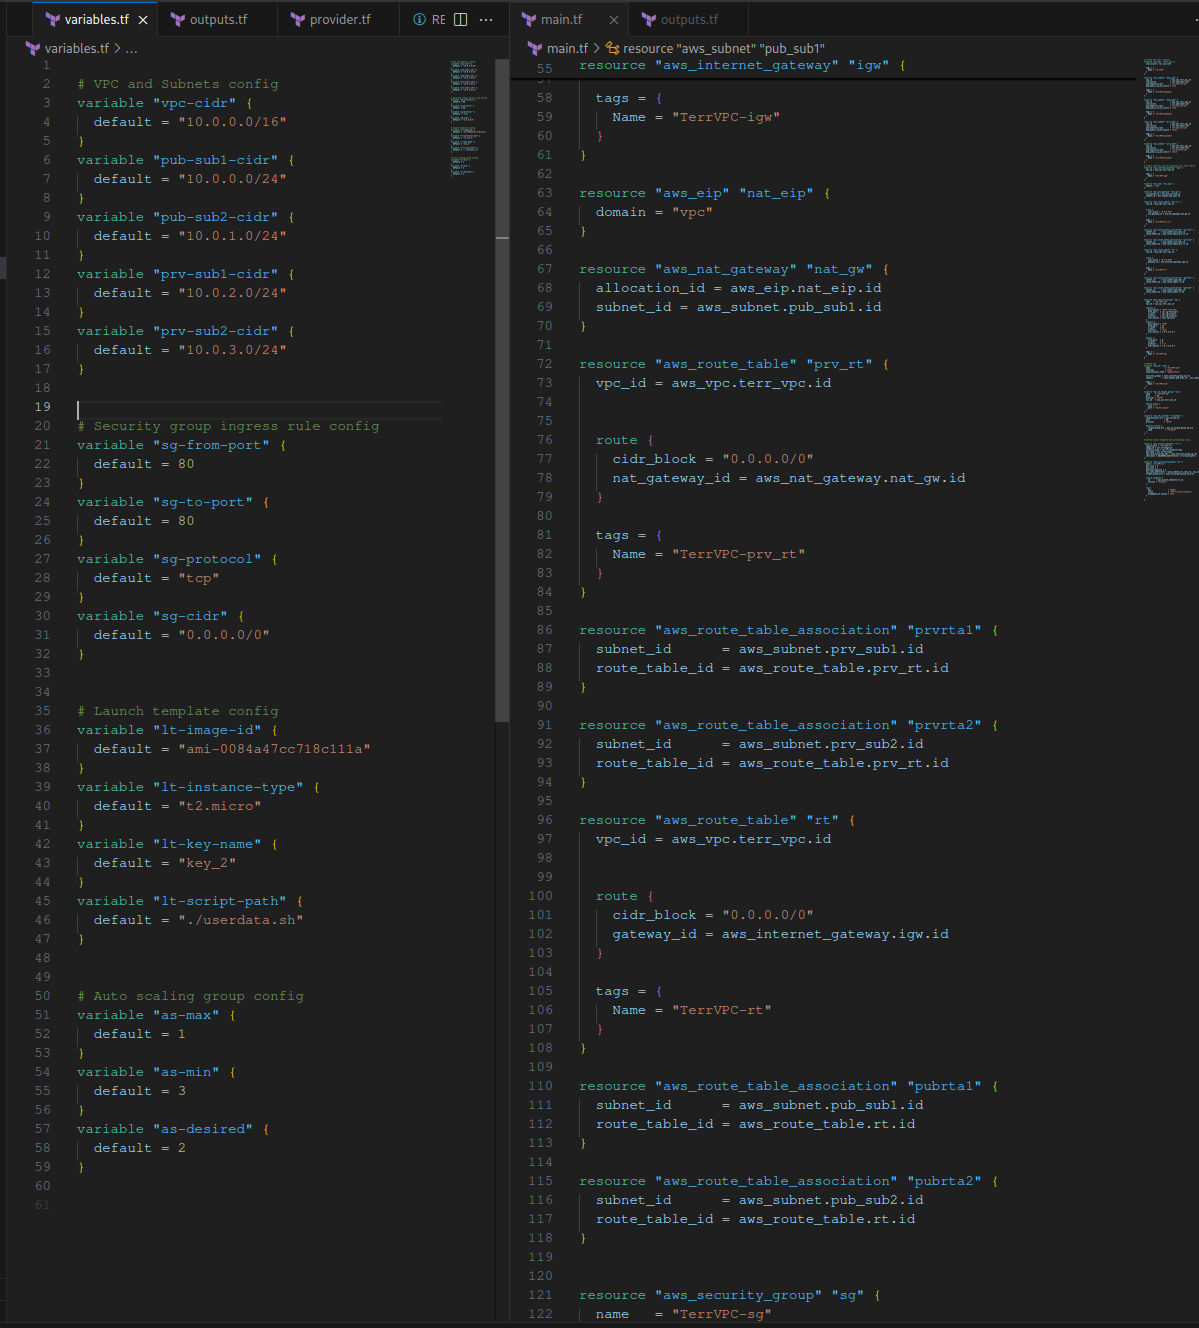 variables.tf
outputs.tf
provider.tf
RE
variables.tf > ...
1
2 # VPC and Subnets config
3 variable "vpc-cidr" {
4 default = "10.0.0.0/16"
5 }
6 variable "pub-sub1-cidr" {
7 default = "10.0.0.0/24"
8 }
9 variable "pub-sub2-cidr" {
10 default = "10.0.1.0/24"
11 }
12 variable "prv-sub1-cidr" {
13 default = "10.0.2.0/24"
14 }
15 variable "prv-sub2-cidr" {
16 default = "10.0.3.0/24"
17 }
18
19
20 # Security group ingress rule config
21 variable "sg-from-port" {
22 default = 80
23 }
24 variable "sg-to-port" {
25 default = 80
26 }
27 variable "sg-protocol" {
28 default = "tcp"
29 }
30 variable "sg-cidr" {
31 default = "0.0.0.0/0"
32 }
33
34
35 # Launch template config
36 variable "lt-image-id" {
37 default = "ami-0084a47cc718c111a"
38 }
39 variable "lt-instance-type" {
40 default = "t2.micro"
41 }
42 variable "lt-key-name" {
43 default = "key_2"
44 }
45 variable "lt-script-path" {
46 default = "./userdata.sh"
47 }
48
49
50 # Auto scaling group config
51 variable "as-max" {
52 default = 1
53 }
54 variable "as-min" {
55 default = 3
56 }
57 variable "as-desired" {
58 default = 2
59 }
60
61
main.tf
outputs.tf
main.tf > resource "aws_subnet" "pub_sub1"
55 resource "aws_internet_gateway" "igw" {
58 tags = {
59 Name = "TerrVPC-igw"
60 }
61 }
62
63 resource "aws_eip" "nat_eip" {
64 domain = "vpc"
65 }
66
67 resource "aws_nat_gateway" "nat_gw" {
68 allocation_id = aws_eip.nat_eip.id
69 subnet_id = aws_subnet.pub_sub1.id
70 }
71
72 resource "aws_route_table" "prv_rt" {
73 vpc_id = aws_vpc.terr_vpc.id
74
75
76 route {
77 cidr_block = "0.0.0.0/0"
78 nat_gateway_id = aws_nat_gateway.nat_gw.id
79 }
80
81 tags = {
82 Name = "TerrVPC-prv_rt"
83 }
84 }
85
86 resource "aws_route_table_association" "prvrta1" {
87 subnet_id      = aws_subnet.prv_sub1.id
88 route_table_id = aws_route_table.prv_rt.id
89 }
90
91 resource "aws_route_table_association" "prvrta2" {
92 subnet_id      = aws_subnet.prv_sub2.id
93 route_table_id = aws_route_table.prv_rt.id
94 }
95
96 resource "aws_route_table" "rt" {
97 vpc_id = aws_vpc.terr_vpc.id
98
99
100 route {
101 cidr_block = "0.0.0.0/0"
102 gateway_id = aws_internet_gateway.igw.id
103 }
104
105 tags = {
106 Name = "TerrVPC-rt"
107 }
108 }
109
110 resource "aws_route_table_association" "pubrta1" {
111 subnet_id      = aws_subnet.pub_sub1.id
112 route_table_id = aws_route_table.rt.id
113 }
114
115 resource "aws_route_table_association" "pubrta2" {
116 subnet_id      = aws_subnet.pub_sub2.id
117 route_table_id = aws_route_table.rt.id
118 }
119
120
121 resource "aws_security_group" "sg" {
122 name   = "TerrVPC-sg"